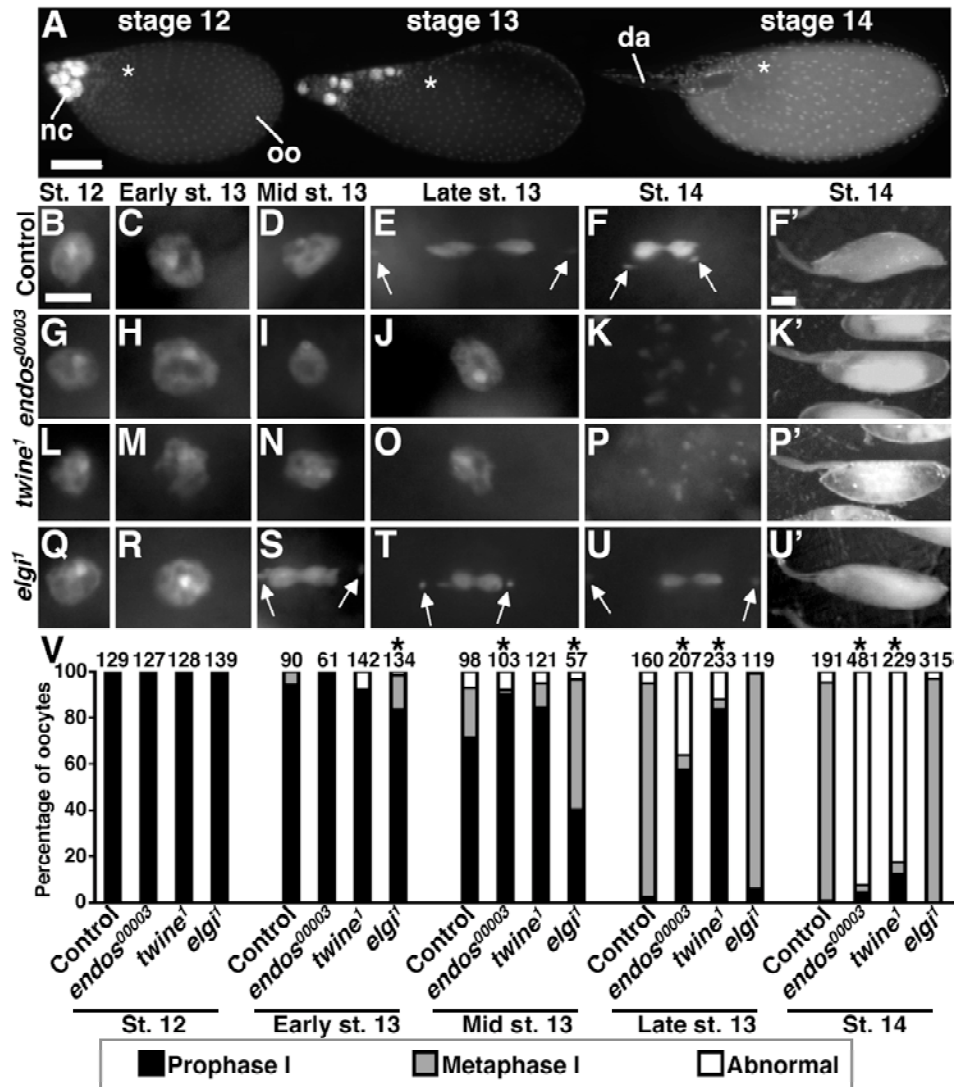 A stage 12 stage 13 stage 14
da
* * *
nc
oo
St. 12 Early st. 13 Mid st. 13 Late st. 13 St. 14 St. 14
Control B C D E F F'
endos00003 G H I J K K'
twine1 L M N O P P'
elgi1 Q R S T U U'
V
* * * * * * *
129 127 128 139 90 61 142 134 98 103 121 57 160 207 233 119 191 481 229 315
Percentage of oocytes
100
80
60
40
20
0
Control endos00003 twine1 elgi1 Control endos00003 twine1 elgi1 Control endos00003 twine1 elgi1 Control endos00003 twine1 elgi1 Control endos00003 twine1 elgi1
St. 12 Early st. 13 Mid st. 13 Late st. 13 St. 14
Prophase I Metaphase I Abnormal